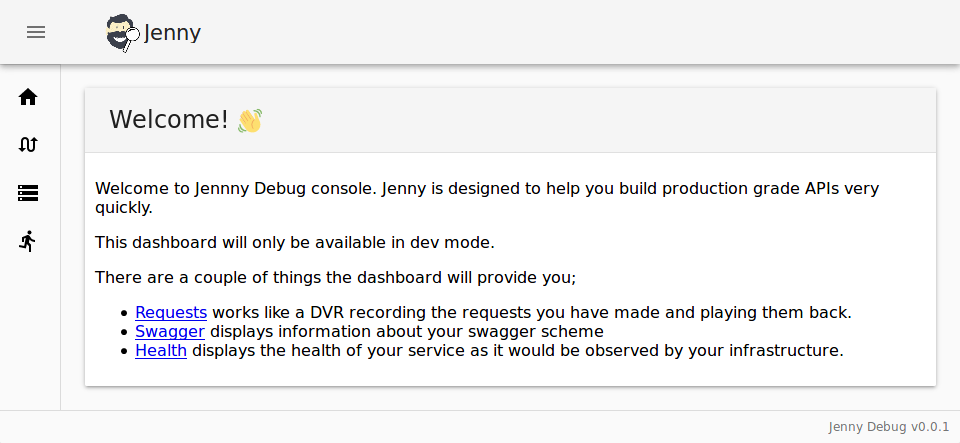 Jenny
Welcome! 👋
Welcome to Jennny Debug console. Jenny is designed to help you build production grade APIs very
quickly.
This dashboard will only be available in dev mode.
There are a couple of things the dashboard will provide you;
• Requests works like a DVR recording the requests you have made and playing them back.
• Swagger displays information about your swagger scheme
• Health displays the health of your service as it would be observed by your infrastructure.
Jenny Debug v0.0.1